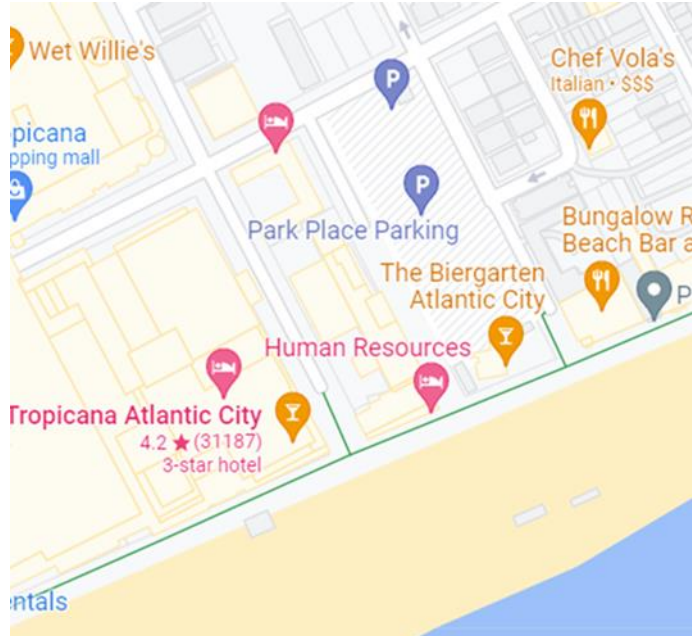 Wet Willie's
Chef Vola's
Italian • $$$
opicana
pping mall
P
P
Park Place Parking
Bungalow R
Beach Bar a
The Biergarten
Atlantic City
P
Human Resources
Tropicana Atlantic City
4.2 ★ (31187)
3-star hotel
entals